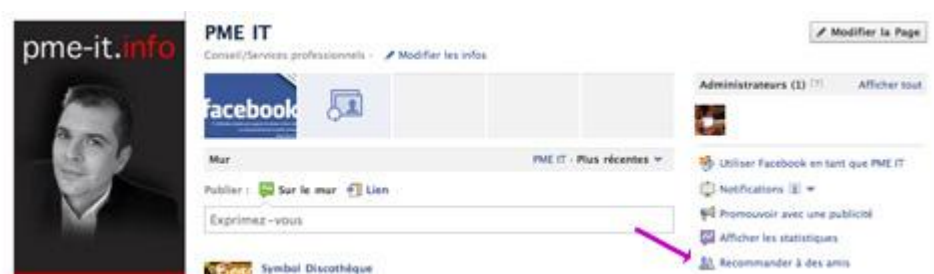 pme-it.info
PME IT
Conseil/Services professionnels - Modifier les infos
Modifier la Page
facebook
Administrateurs (1) [?] Afficher tout
Mur PME IT · Plus récentes
Publier : Sur le mur Lien
Exprimez-vous
Symbol Discothèque
Utiliser Facebook en tant que PME IT
Notifications
Promouvoir avec une publicité
Afficher les statistiques
Recommander à des amis